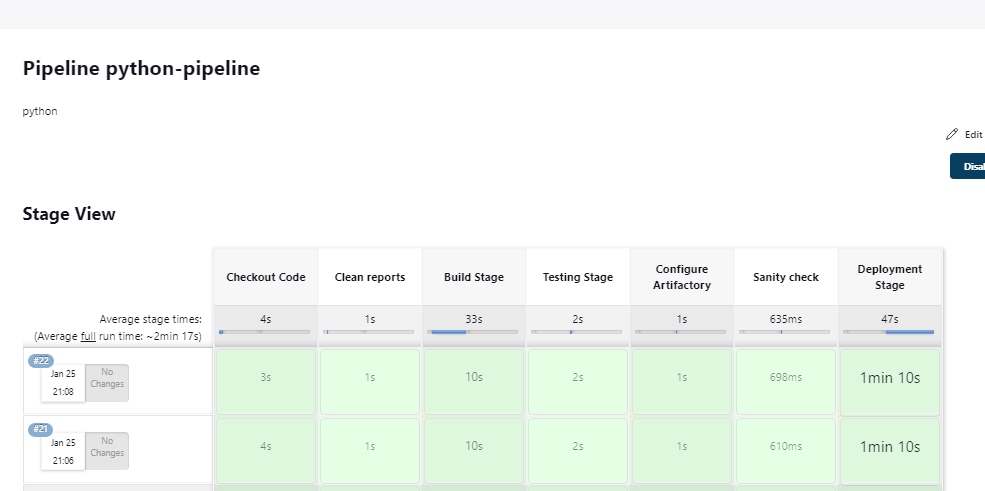 Pipeline python-pipeline
python
Edit
Disal
Stage View
Checkout Code
Clean reports
Build Stage
Testing Stage
Configure
Artifactory
Sanity check
Deployment
Stage
Average stage times:
4s
1s
33s
2s
1s
635ms
47s
(Average full run time: ~2min 17s)
#22
Jan 25
21:08
No
Changes
3s
1s
10s
2s
1s
698ms
1min 10s
#21
Jan 25
21:06
No
Changes
4s
1s
10s
2s
1s
610ms
1min 10s